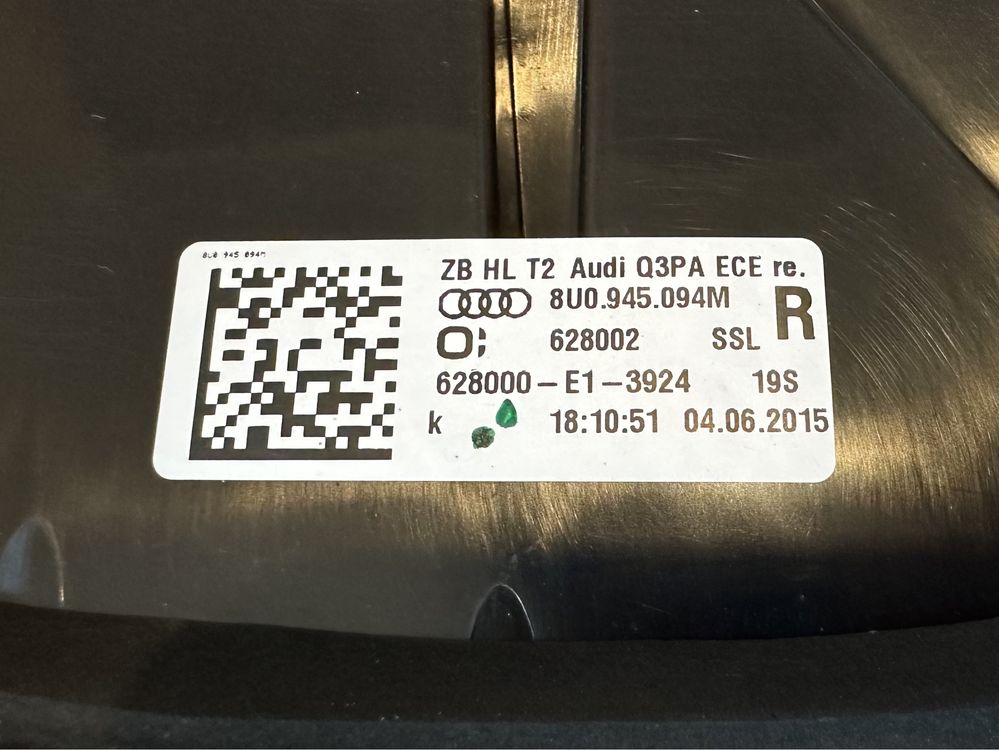 8U0 945 094M
ZB HL T2 Audi Q3PA ECE re.
8U0.945.094M R
628002 SSL
628000-E1-3924 19S
k 18:10:51 04.06.2015